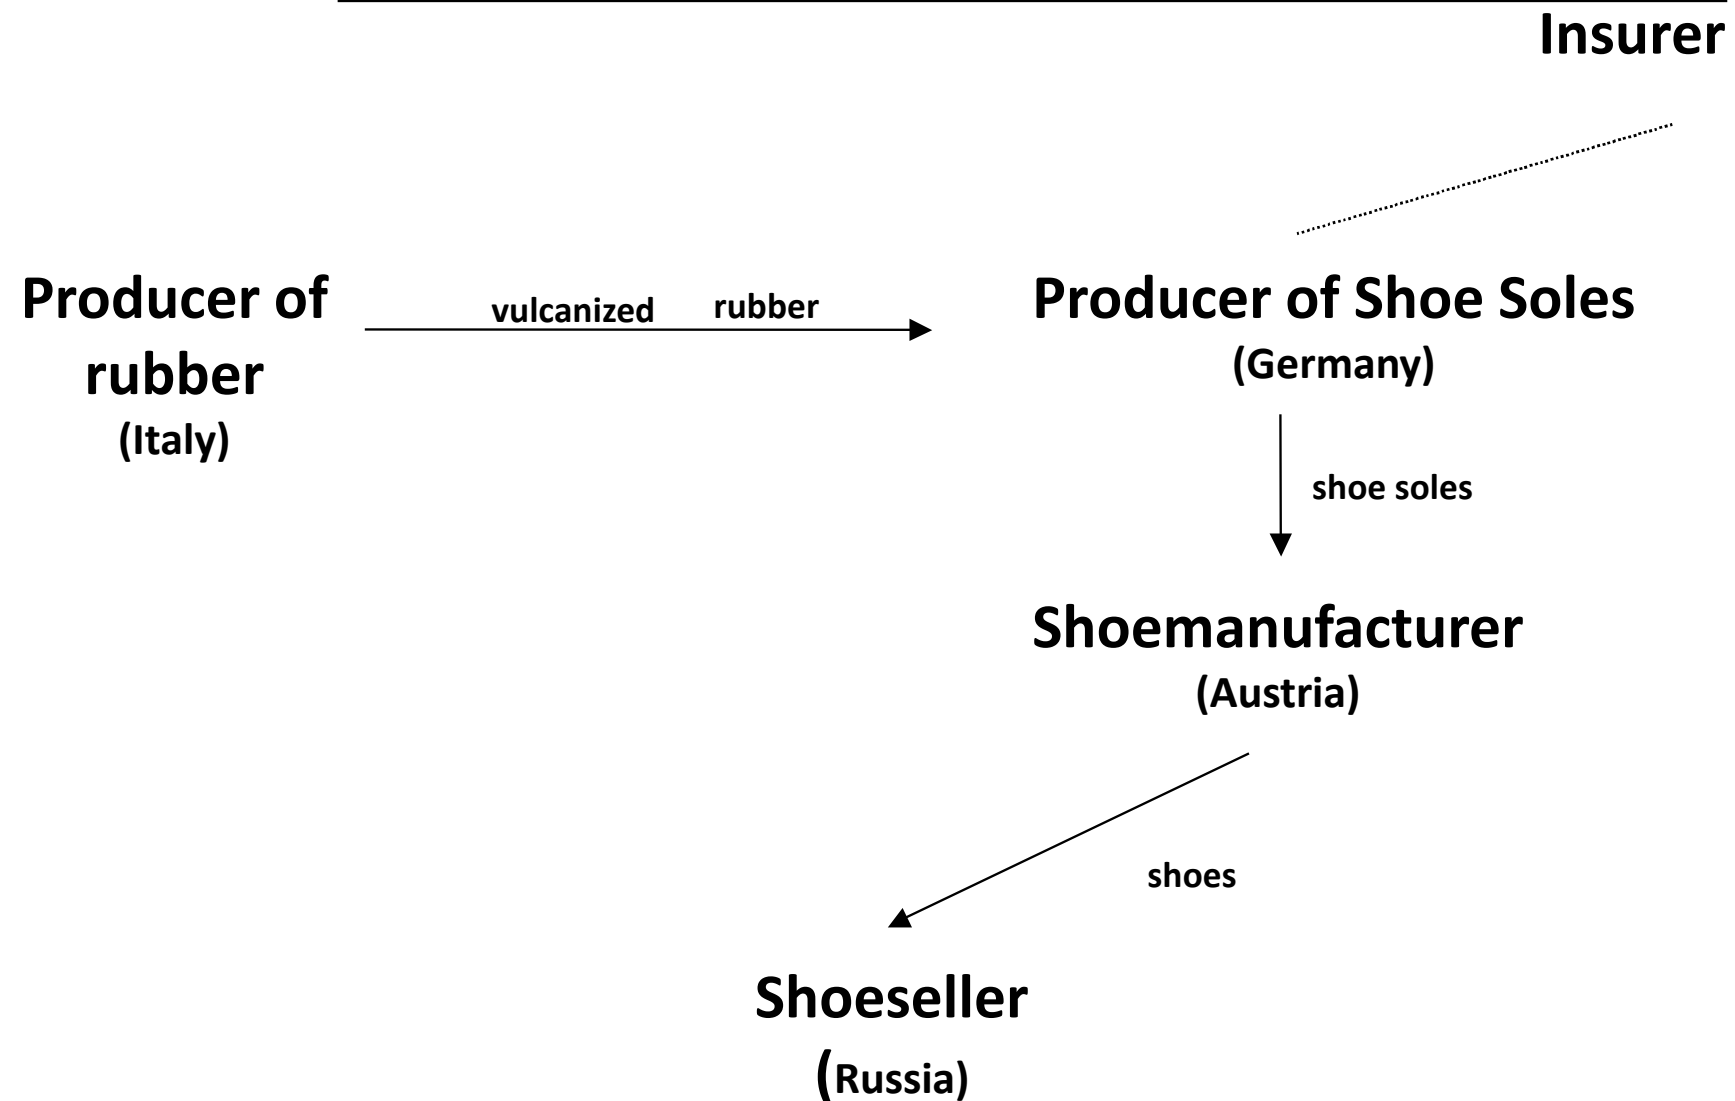 Insurer
Producer of
rubber
(Italy)
vulcanized rubber
Producer of Shoe Soles
(Germany)
shoe soles
Shoemanufacturer
(Austria)
shoes
Shoeseller
(Russia)